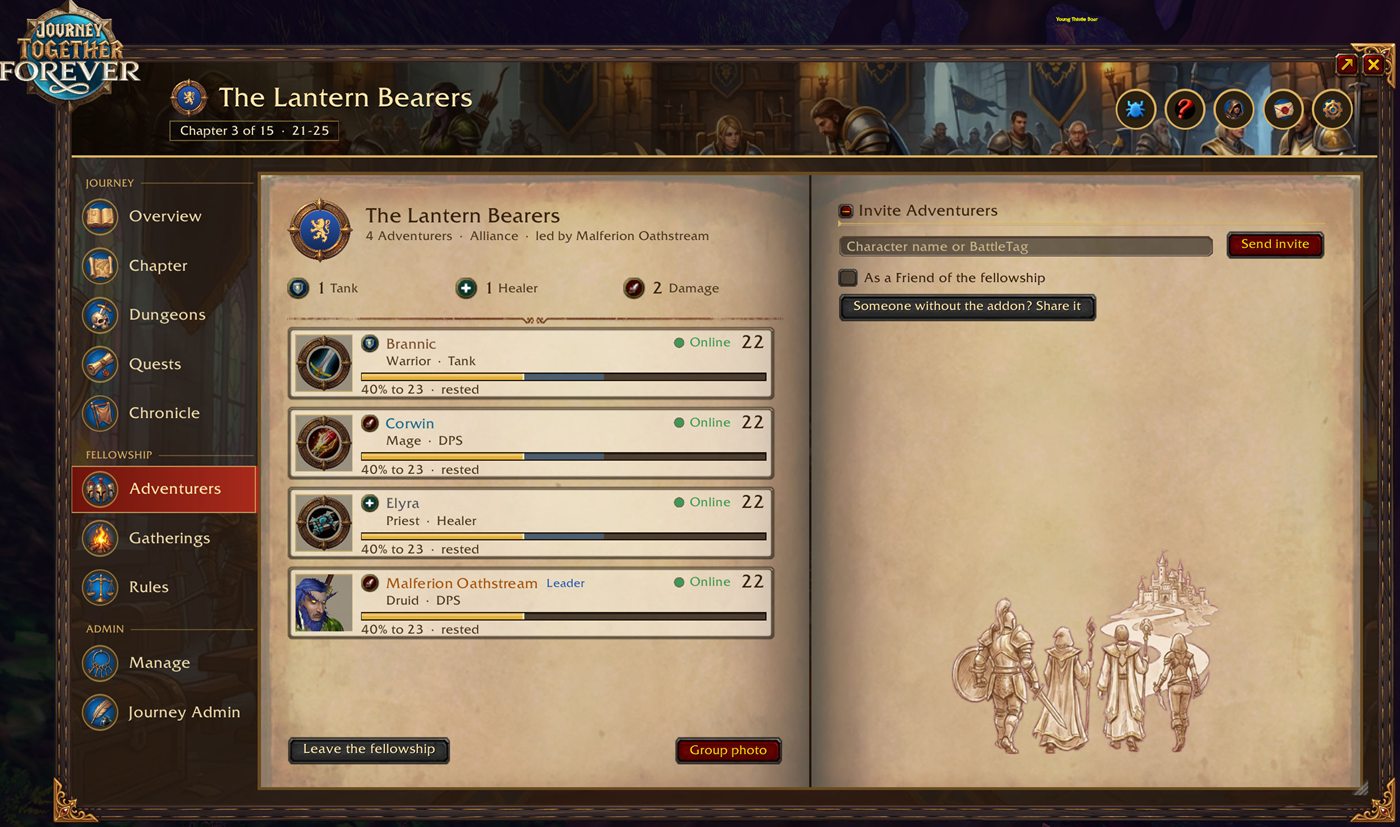 Young Thistle Boar
JOURNEY
TOGETHER
FOREVER
The Lantern Bearers
Chapter 3 of 15 · 21-25
JOURNEY
Overview
Chapter
Dungeons
Quests
Chronicle
FELLOWSHIP
Adventurers
Gatherings
Rules
ADMIN
Manage
Journey Admin
The Lantern Bearers
4 Adventurers · Alliance · led by Malferion Oathstream
1 Tank
1 Healer
2 Damage
Brannic
Online 22
Warrior · Tank
40% to 23 · rested
Corwin
Online 22
Mage · DPS
40% to 23 · rested
Elyra
Online 22
Priest · Healer
40% to 23 · rested
Malferion Oathstream Leader
Online 22
Druid · DPS
40% to 23 · rested
Leave the fellowship
Group photo
Invite Adventurers
Character name or BattleTag
Send invite
As a Friend of the fellowship
Someone without the addon? Share it